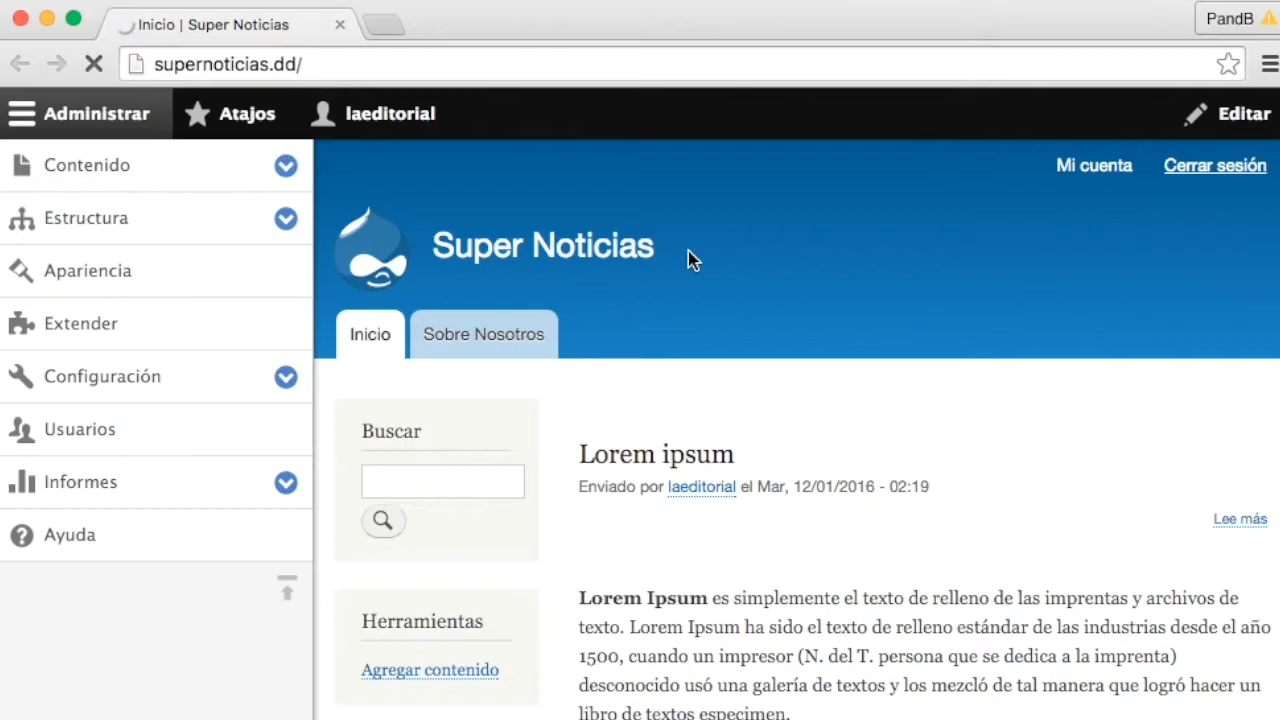 Inicio | Super Noticias
PandB
supernoticias.dd/
Administrar
Atajos
laeditorial
Editar
Contenido
Estructura
Apariencia
Extender
Configuración
Usuarios
Informes
Ayuda
Mi cuenta
Cerrar sesión
Super Noticias
Inicio
Sobre Nosotros
Buscar
Herramientas
Agregar contenido
Lorem ipsum
Enviado por laeditorial el Mar, 12/01/2016 - 02:19
Lee más
Lorem Ipsum es simplemente el texto de relleno de las imprentas y archivos de
texto. Lorem Ipsum ha sido el texto de relleno estándar de las industrias desde el año
1500, cuando un impresor (N. del T. persona que se dedica a la imprenta)
desconocido usó una galería de textos y los mezcló de tal manera que logró hacer un
libro de textos especimen.